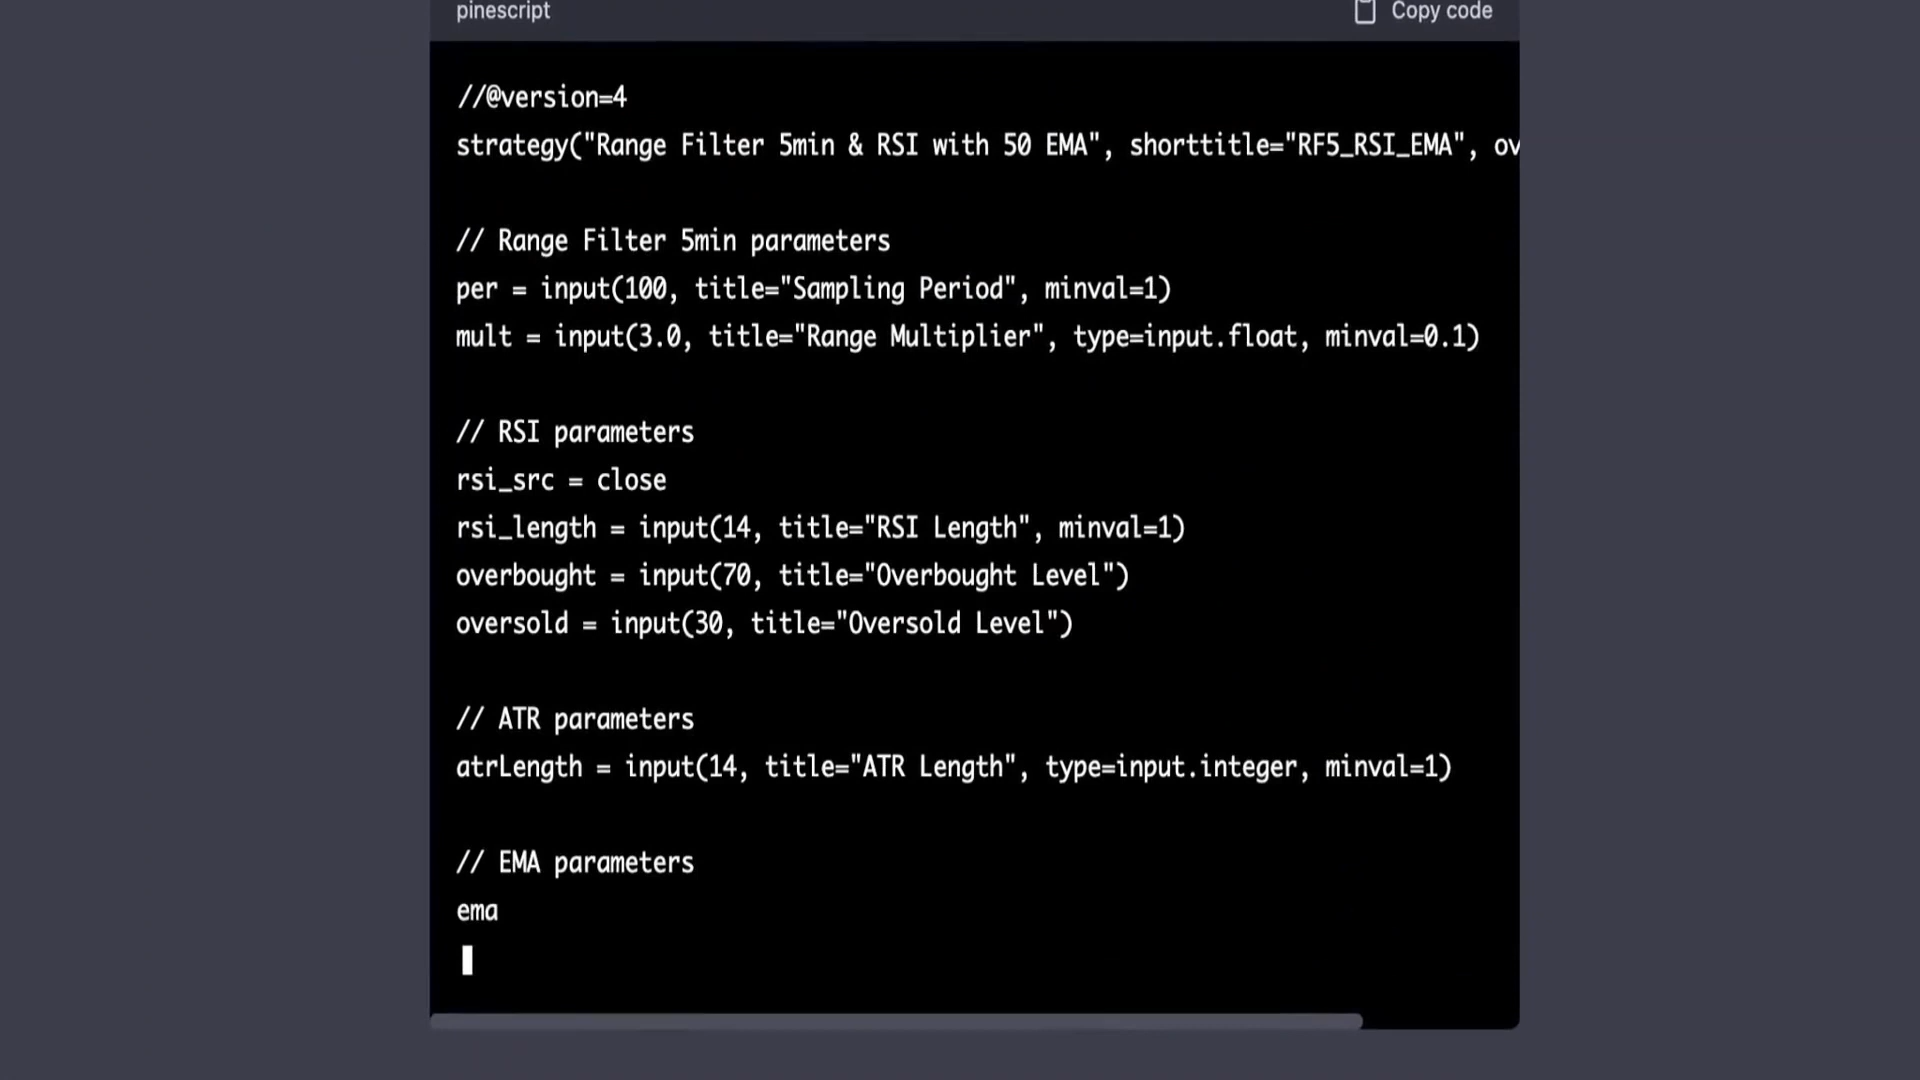 pinescript
Copy code
//@version=4
strategy("Range Filter 5min & RSI with 50 EMA", shorttitle="RF5_RSI_EMA", ov
// Range Filter 5min parameters
per = input(100, title="Sampling Period", minval=1)
mult = input(3.0, title="Range Multiplier", type=input.float, minval=0.1)
// RSI parameters
rsi_src = close
rsi_length = input(14, title="RSI Length", minval=1)
overbought = input(70, title="Overbought Level")
oversold = input(30, title="Oversold Level")
// ATR parameters
atrLength = input(14, title="ATR Length", type=input.integer, minval=1)
// EMA parameters
ema